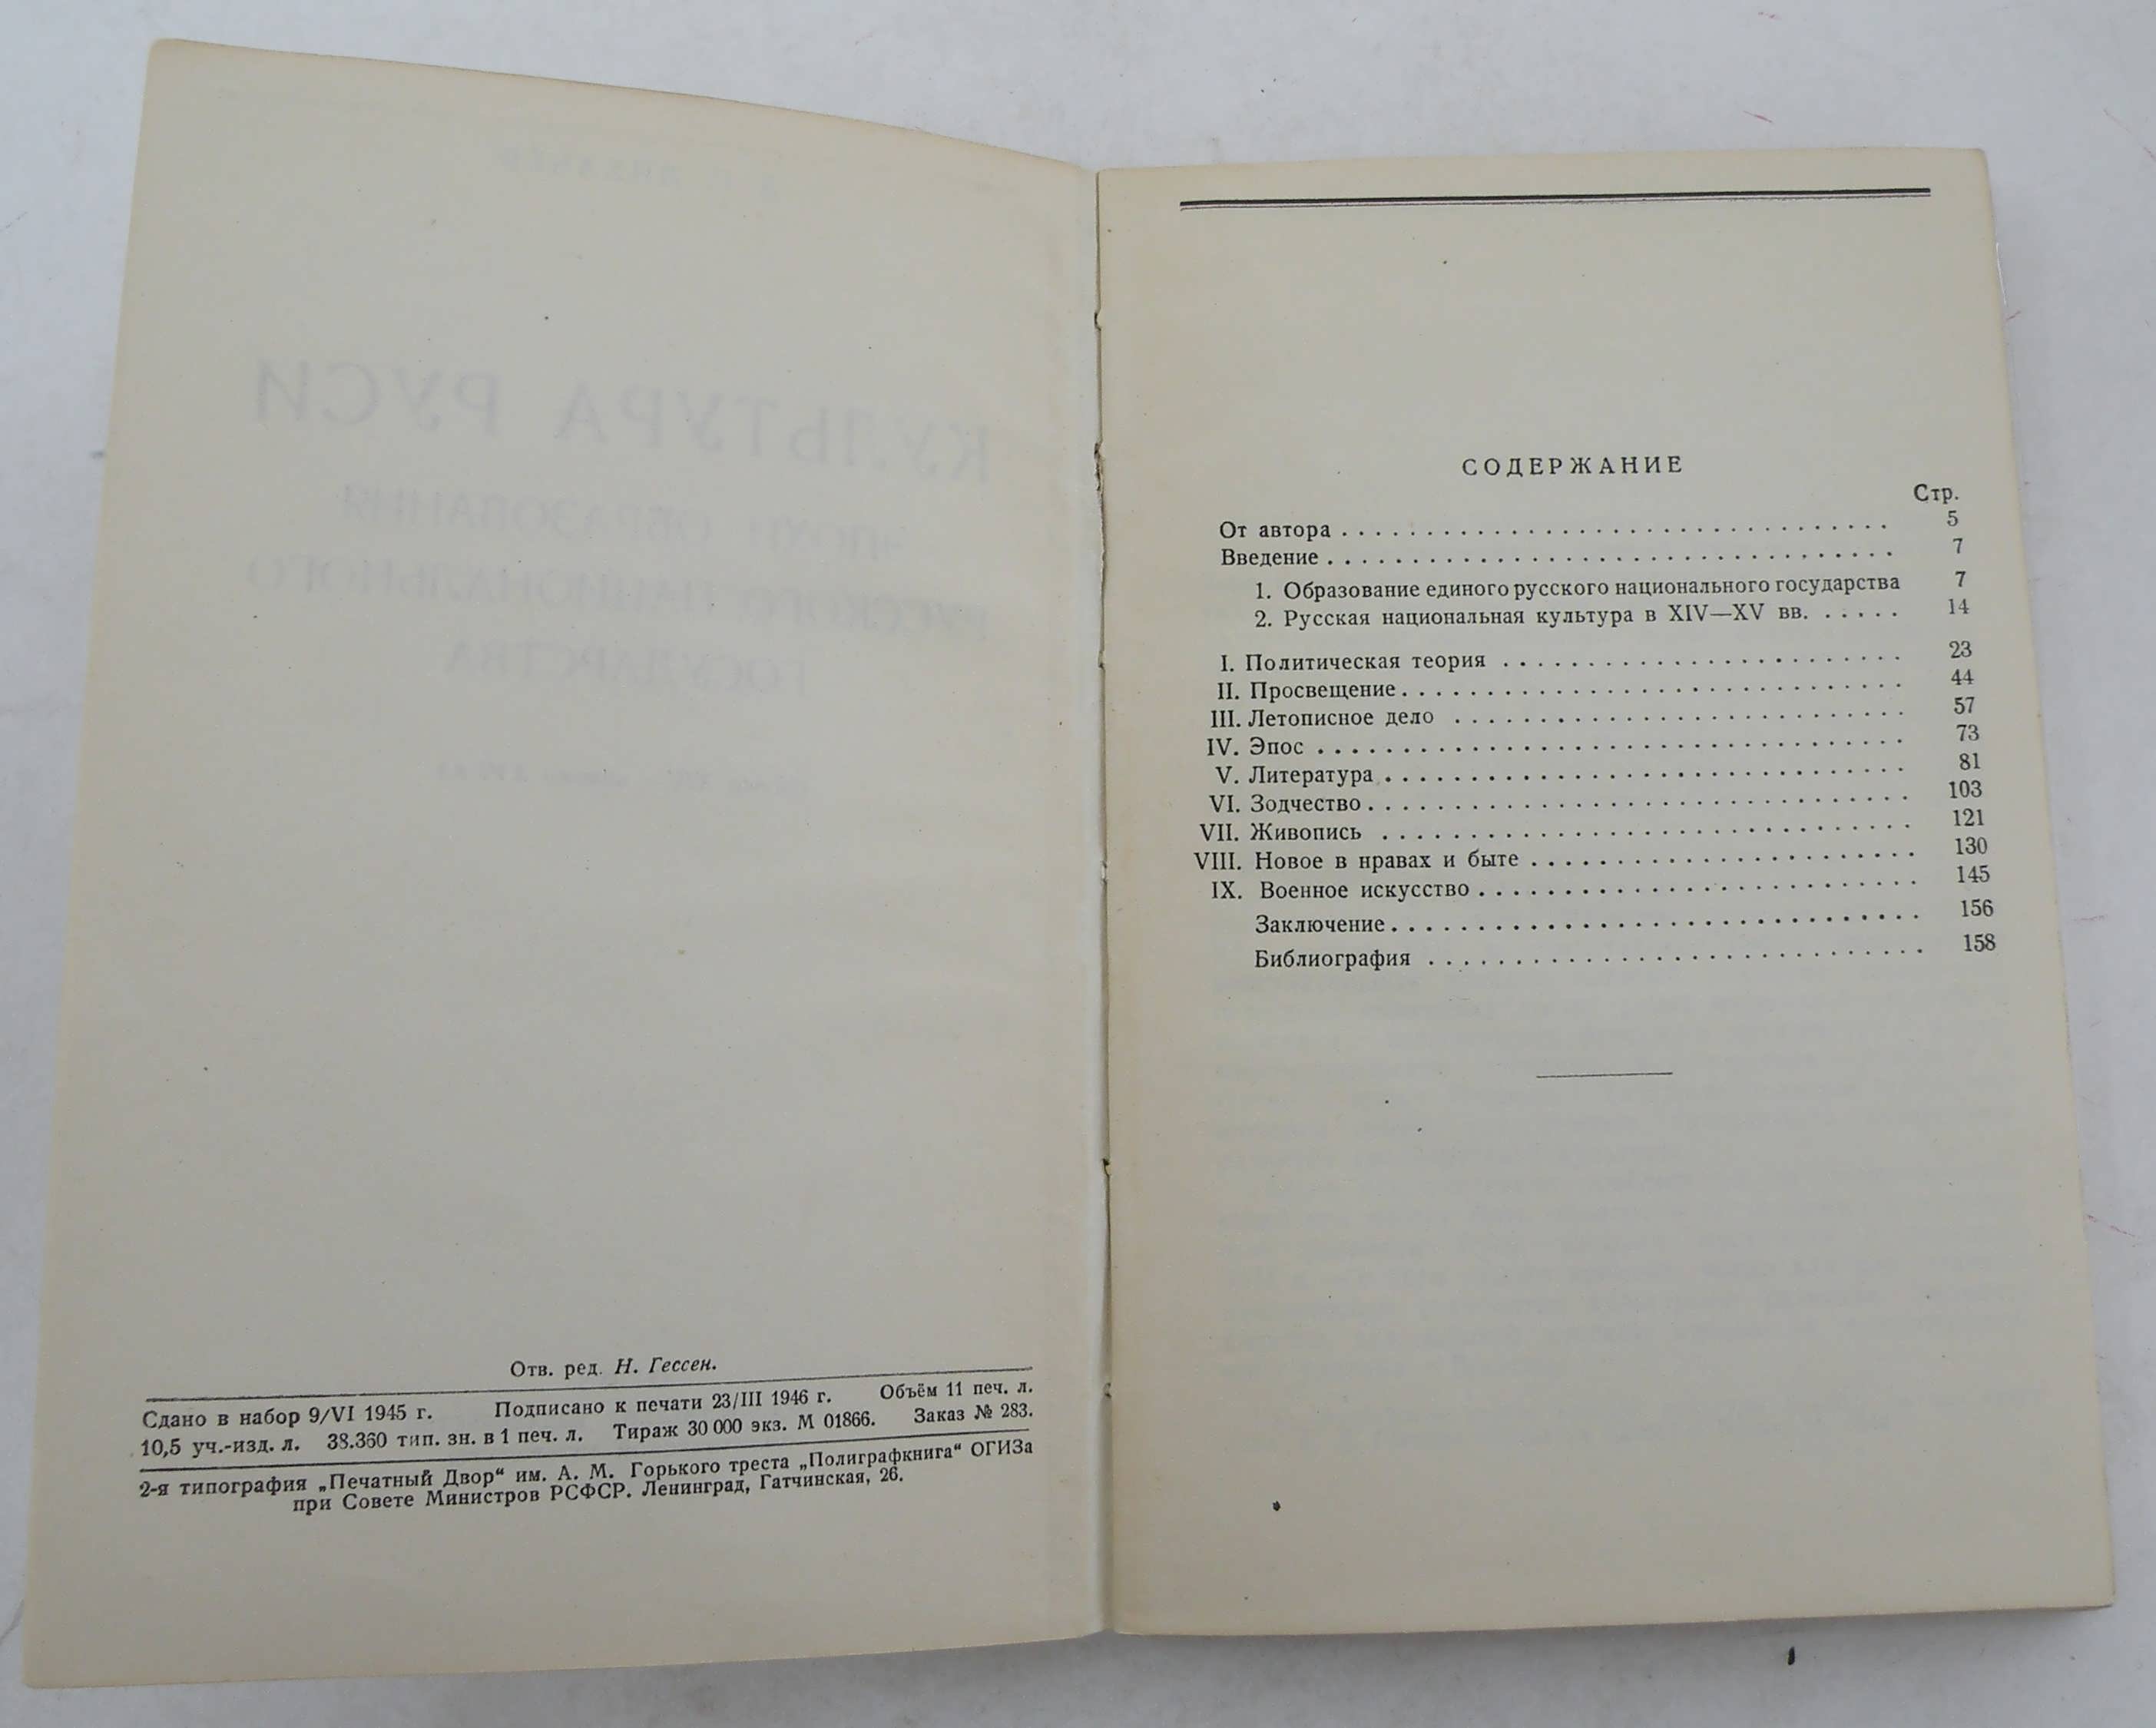 Отв. ред. Н. Гессен.
Сдано в набор 9/VI 1945 г. Подписано к печати 23/III 1946 г. Объём 11 печ. л.
10,5 уч.-изд. л. 38.360 тип. зн. в 1 печ. л. Тираж 30 000 экз. М 01866. Заказ № 283.
2-я типография „Печатный Двор“ им. А. М. Горького треста „Полиграфкнига“ ОГИЗа
при Совете Министров РСФСР. Ленинград, Гатчинская, 26.
СОДЕРЖАНИЕ
Стр.
От автора . . . . . . . . . . 5
Введение . . . . . . . . . . 7
1. Образование единого русского национального государства 7
2. Русская национальная культура в XIV—XV вв. . . . . . 14
I. Политическая теория . . . . . . . . . . 23
II. Просвещение . . . . . . . . . . 44
III. Летописное дело . . . . . . . . . . 57
IV. Эпос . . . . . . . . . . 73
V. Литература . . . . . . . . . . 81
VI. Зодчество . . . . . . . . . . 103
VII. Живопись . . . . . . . . . . 121
VIII. Новое в нравах и быте . . . . . . . . . . 130
IX. Военное искусство . . . . . . . . . . 145
Заключение . . . . . . . . . . 156
Библиография . . . . . . . . . . 158